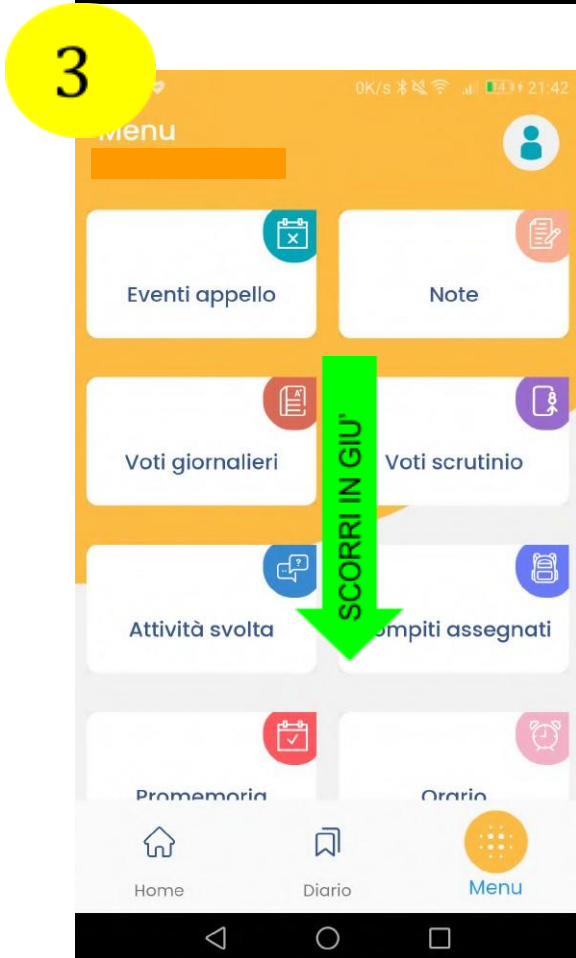 3
0K/s 21:42
Menu
Eventi appello
Note
Voti giornalieri
Voti scrutinio
SCORRI IN GIU'
Attività svolta
ompiti assegnati
Promemoria
Orario
Home
Diario
Menu